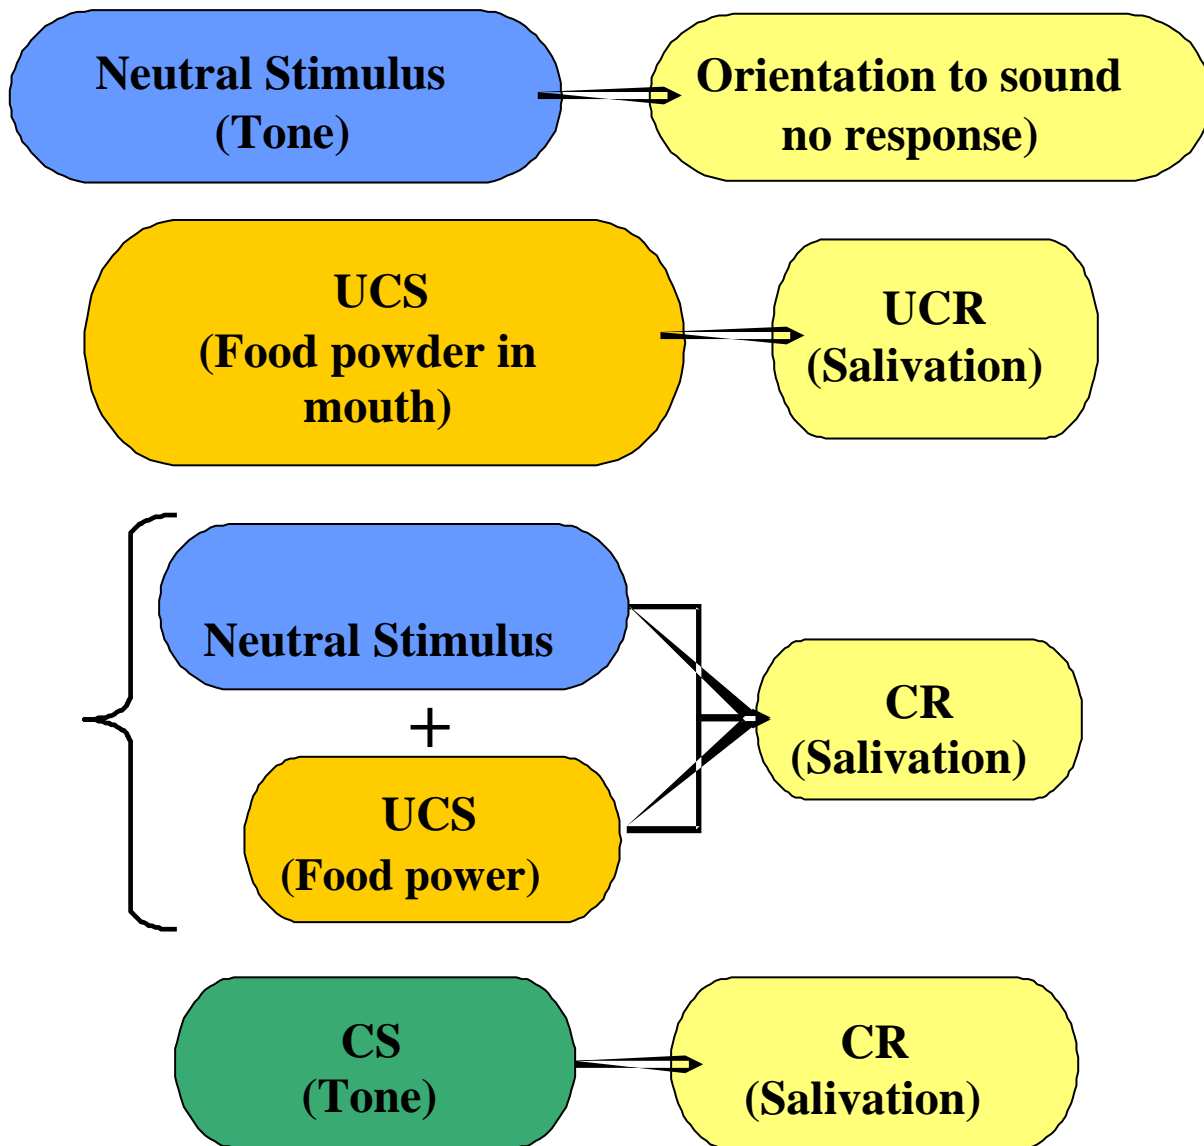 Neutral Stimulus
(Tone)
Orientation to sound
no response)
UCS
(Food powder in
mouth)
UCR
(Salivation)
Neutral Stimulus
+
UCS
(Food power)
CR
(Salivation)
CS
(Tone)
CR
(Salivation)